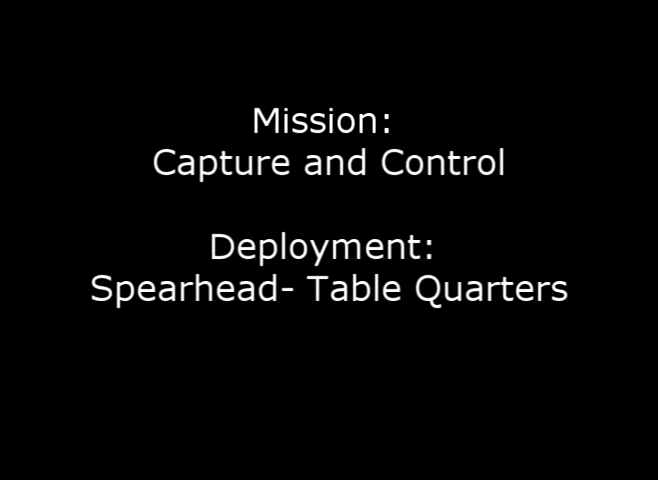 Mission:
Capture and Control
Deployment:
Spearhead- Table Quarters